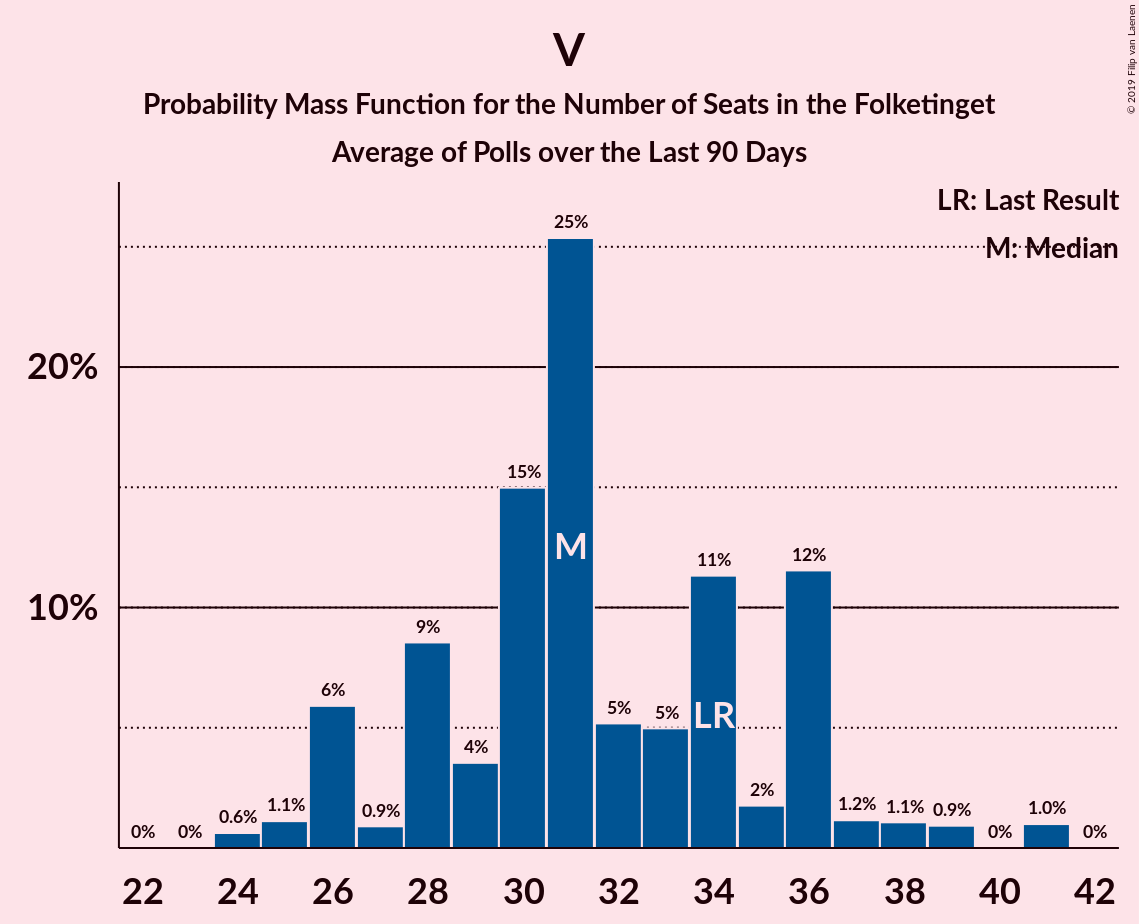 V
Probability Mass Function for the Number of Seats in the Folketinget
Average of Polls over the Last 90 Days
© 2019 Filip van Laenen
LR: Last Result
M: Median
20%
10%
0%
0%
0.6%
1.1%
6%
0.9%
9%
4%
15%
25%
5%
5%
11%
2%
12%
1.2%
1.1%
0.9%
0%
1.0%
0%
M
LR
22 24 26 28 30 32 34 36 38 40 42